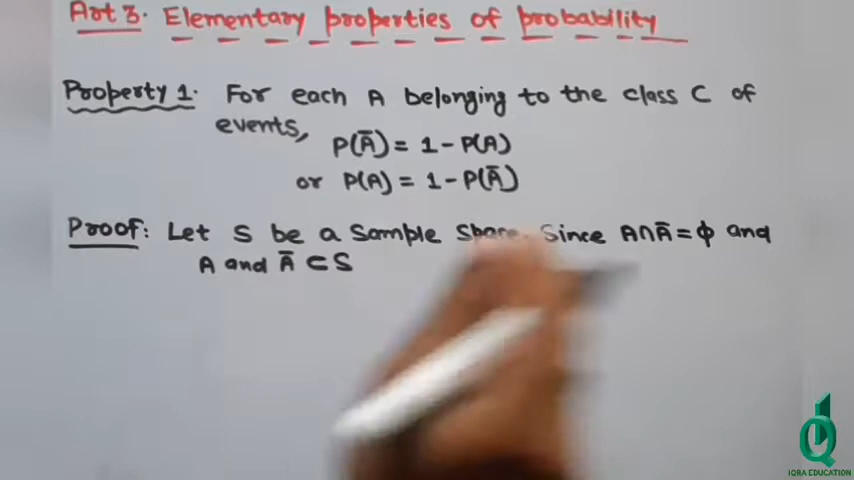 Art 3. Elementary properties of probability
Property 1. For each A belonging to the class C of
events,
P(Ā) = 1 - P(A)
or P(A) = 1 - P(Ā)
Proof: Let S be a Sample Space. Since A∩Ā = ϕ and
A and Ā ⊂ S
IQRA EDUCATION